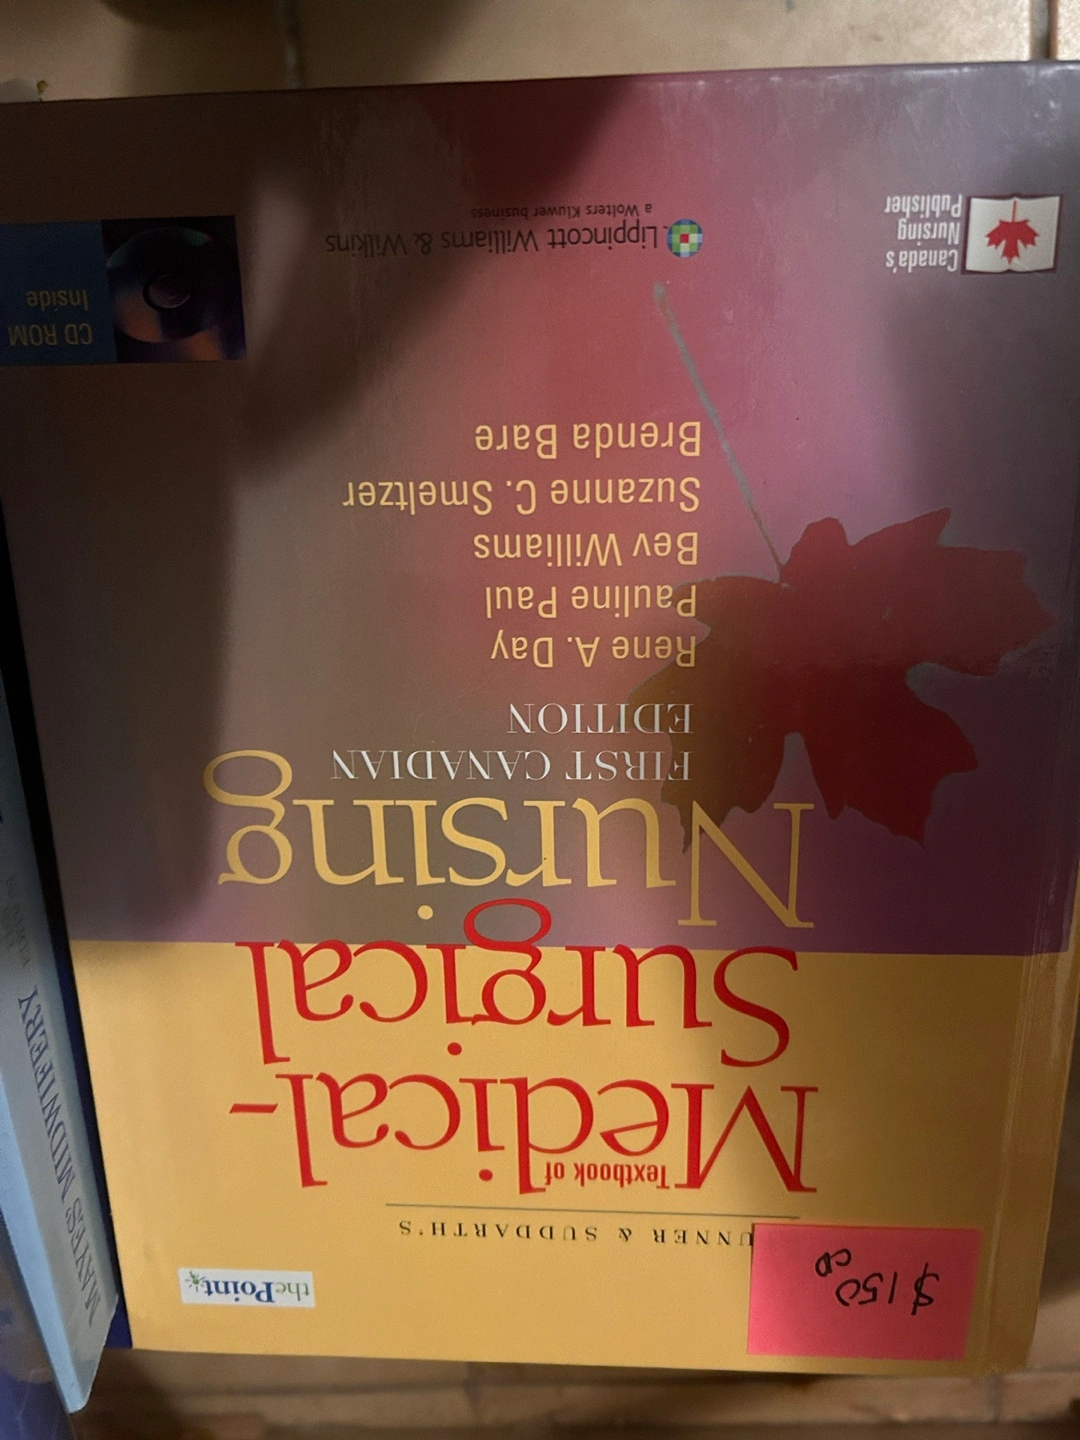 $150
CD
thePoint
UNNER & SUDDARTH'S
Textbook of
Medical-
Surgical
Nursing
FIRST CANADIAN
EDITION
Rene A. Day
Pauline Paul
Bev Williams
Suzanne C. Smeltzer
Brenda Bare
CD ROM
Inside
Lippincott Williams & Wilkins
a Wolters Kluwer business
Canada's
Nursing
Publisher
MAYES' MIDWIFERY